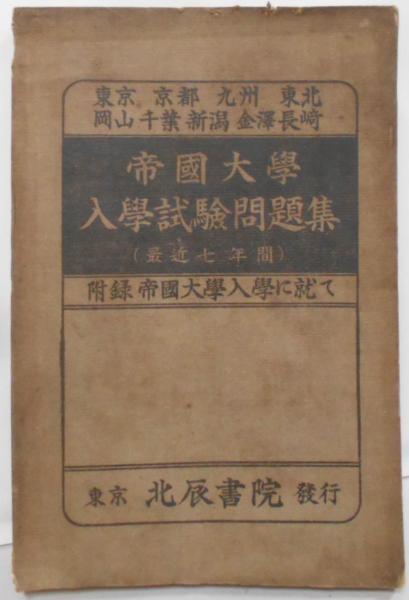 東京 京都 九州 東北
岡山 千葉 新潟 金澤 長崎
帝國大學
入學試驗問題集
(最近七年間)
附錄 帝國大學入學に就て
東京 北辰書院 發行